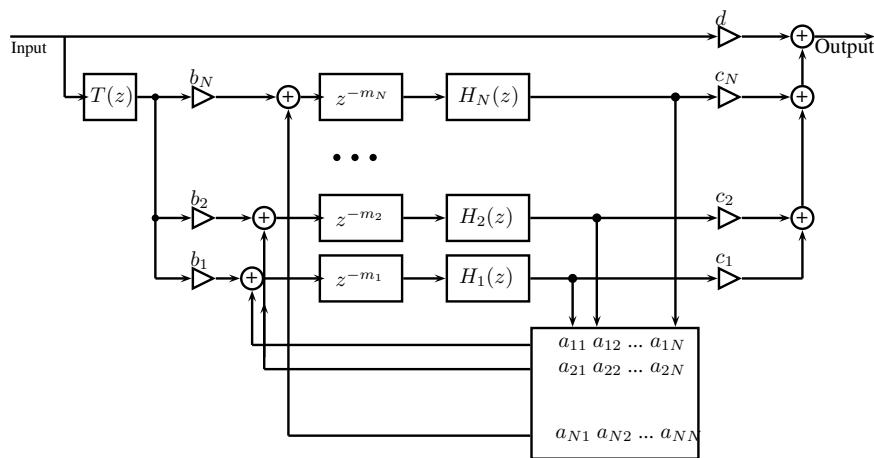 d
Input
Output
T(z)
b_N
z^{-m_N}
H_N(z)
c_N
• • •
b_2
z^{-m_2}
H_2(z)
c_2
b_1
z^{-m_1}
H_1(z)
c_1
a_{11} a_{12} ... a_{1N}
a_{21} a_{22} ... a_{2N}
a_{N1} a_{N2} ... a_{NN}